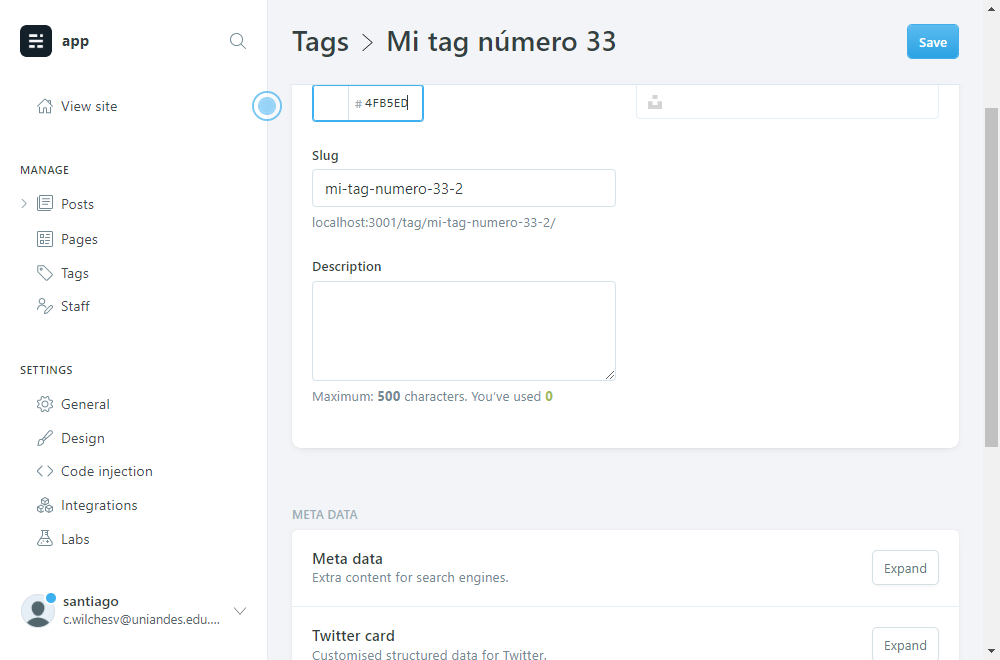 app
Tags > Mi tag número 33
Save
View site
# 4FB5ED
MANAGE
Posts
Pages
Tags
Staff
Slug
mi-tag-numero-33-2
localhost:3001/tag/mi-tag-numero-33-2/
Description
Maximum: 500 characters. You've used 0
SETTINGS
General
Design
Code injection
Integrations
Labs
META DATA
Meta data
Extra content for search engines.
Expand
Twitter card
Customised structured data for Twitter.
Expand
santiago
c.wilchesv@uniandes.edu....